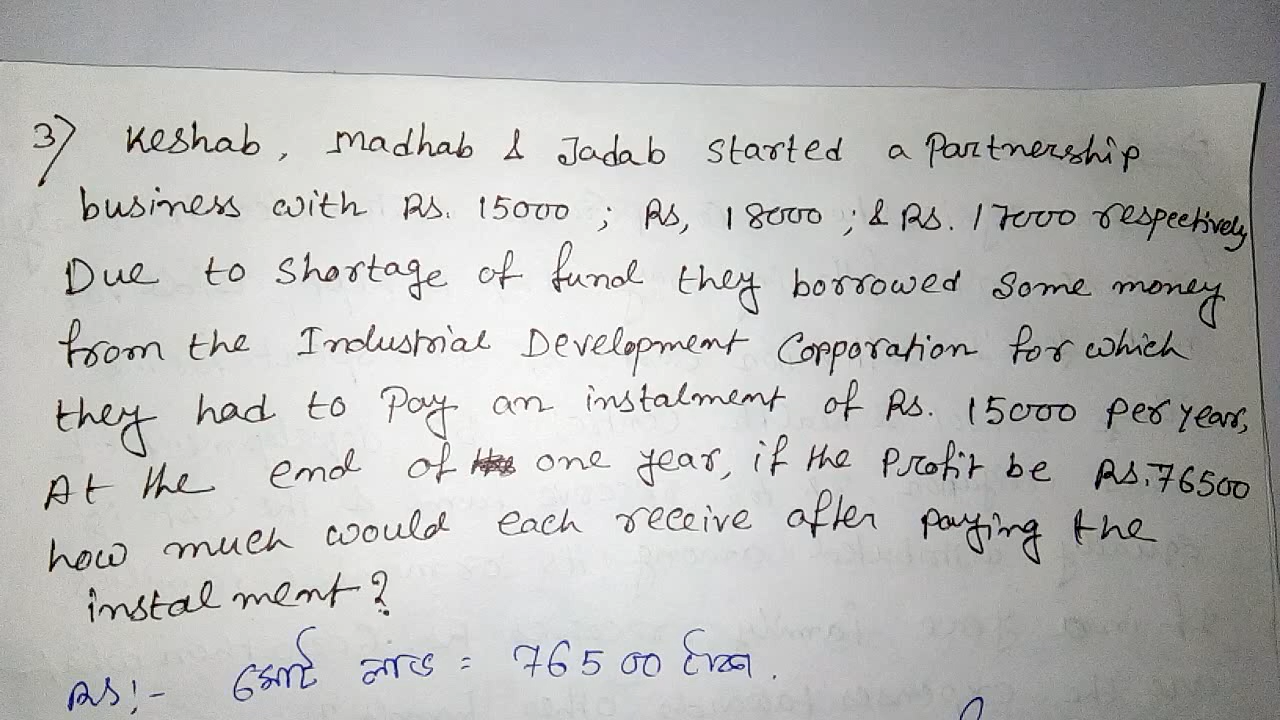 3) Keshab, Madhab & Jadab started a Partnership
business with Rs. 15000 ; Rs, 18000 ; & Rs. 17000 respectively
Due to shortage of fund they borrowed some money
from the Industrial Development Copporation for which
they had to Pay an instalment of Rs. 15000 per year,
At the end of one year, if the Profit be Rs.76500
how much would each receive after paying the
instalment?
Rs:- মোট লাভ = 76500 টাকা.